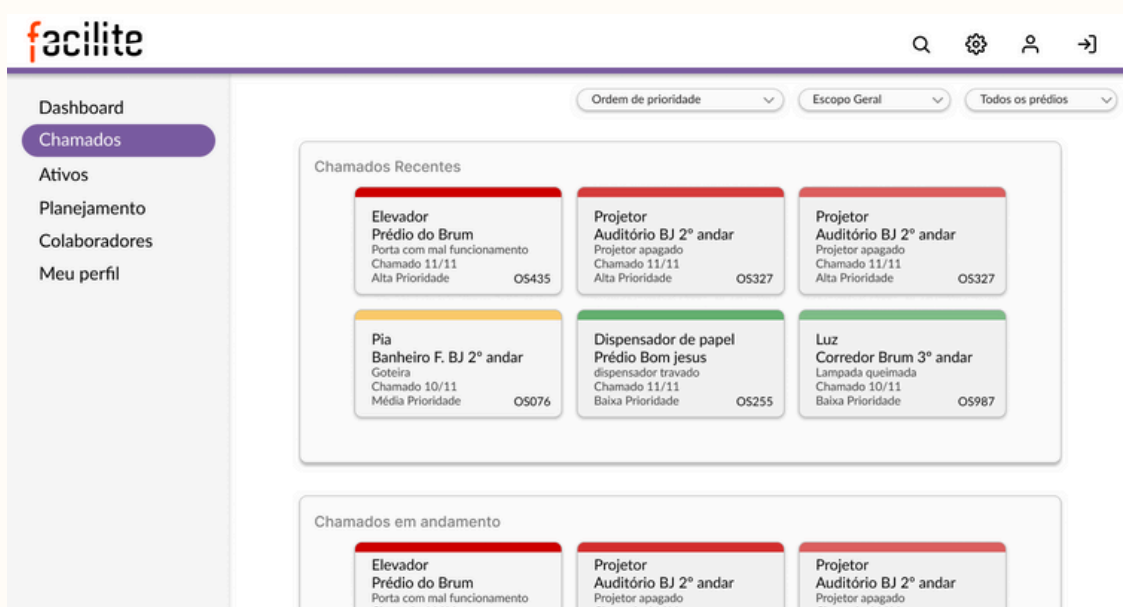 facilite
Dashboard
Chamados
Ativos
Planejamento
Colaboradores
Meu perfil
Ordem de prioridade
Escopo Geral
Todos os prédios
Chamados Recentes
Elevador
Prédio do Brum
Porta com mal funcionamento
Chamado 11/11
Alta Prioridade
OS435
Projetor
Auditório BJ 2º andar
Projetor apagado
Chamado 11/11
Alta Prioridade
OS327
Projetor
Auditório BJ 2º andar
Projetor apagado
Chamado 11/11
Alta Prioridade
OS327
Pia
Banheiro F. BJ 2º andar
Goteira
Chamado 10/11
Média Prioridade
OS076
Dispensador de papel
Prédio Bom jesus
dispensador travado
Chamado 11/11
Baixa Prioridade
OS255
Luz
Corredor Brum 3º andar
Lampada queimada
Chamado 10/11
Baixa Prioridade
OS987
Chamados em andamento
Elevador
Prédio do Brum
Porta com mal funcionamento
Projetor
Auditório BJ 2º andar
Projetor apagado
Projetor
Auditório BJ 2º andar
Projetor apagado